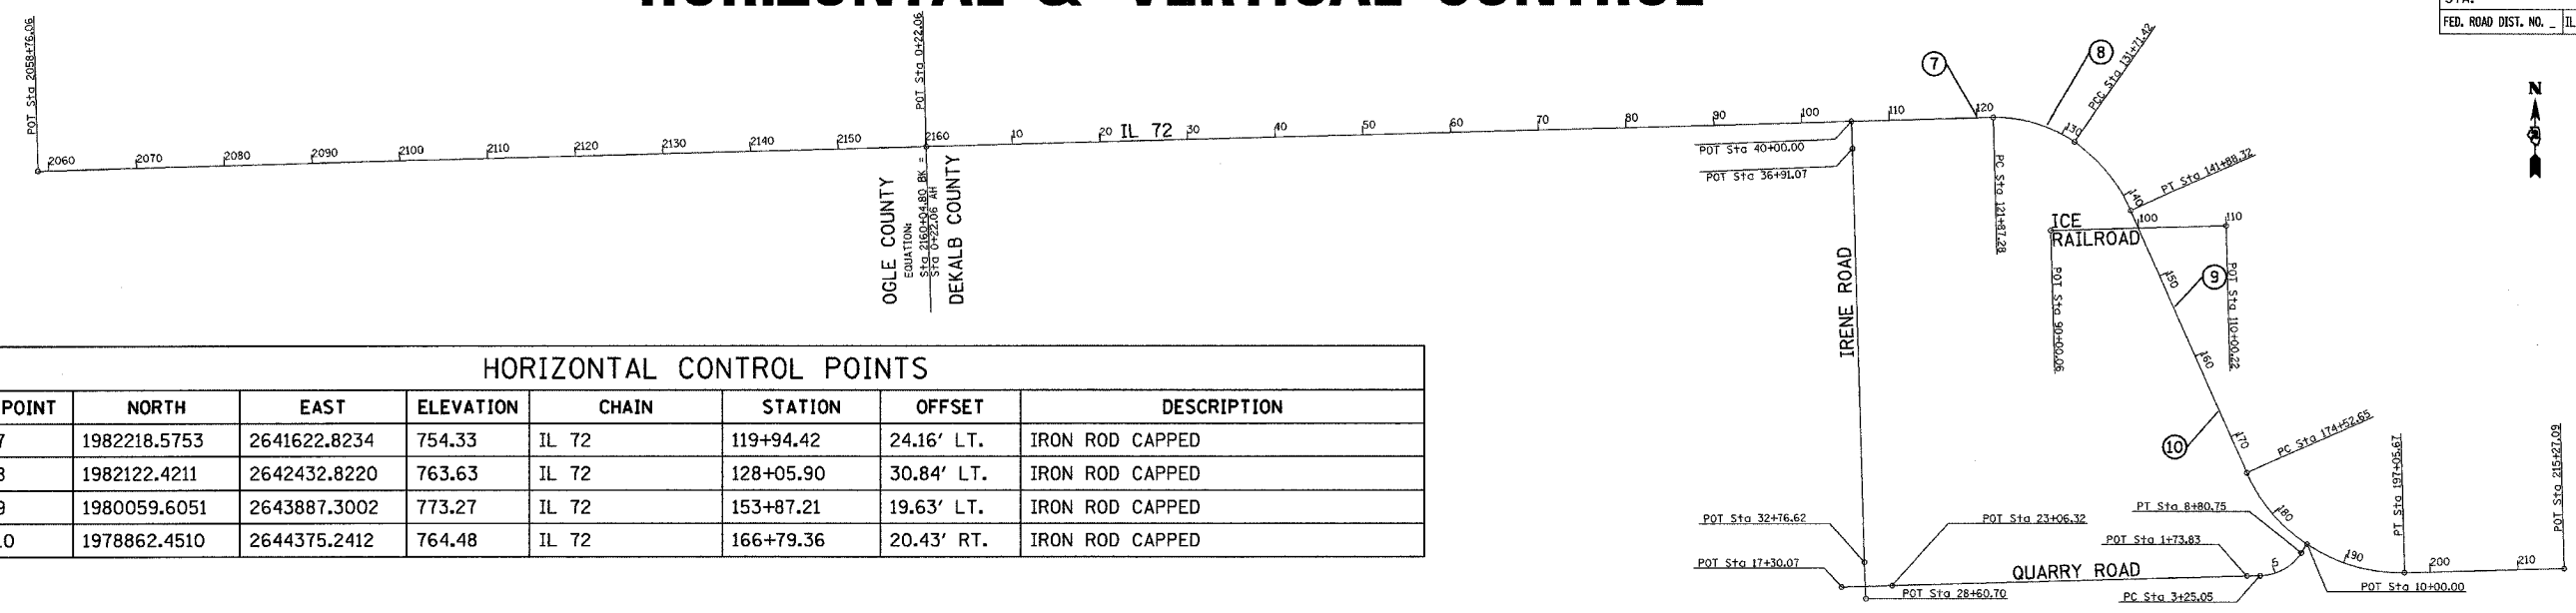 HORIZONTAL & VERTICAL CONTROL
STA.
FED. ROAD DIST. NO. _ IL
POT Sta 2058+76.06
POT Sta 0+22.06
2060 2070 2080 2090 2100 2110 2120 2130 2140 2150 2160 10 20 IL 72 30 40 50 60 70 80 90 100 110 120 130 140 150 160 170 180 190 200 210
7
8
PCC Sta 131+71.42
N
POT Sta 40+00.00
POT Sta 36+91.07
PC Sta 121+87.28
PT Sta 141+88.32
OGLE COUNTY
EQUATION:
Sta 2160+04.80 BK =
Sta 0+22.06 AH
DEKALB COUNTY
IRENE ROAD
ICE
RAILROAD
100 110
POT Sta 90+00.06
POT Sta 110+00.22
9
10
PC Sta 174+52.65
PT Sta 197+05.67
POT Sta 215+27.09
HORIZONTAL CONTROL POINTS
POINT NORTH EAST ELEVATION CHAIN STATION OFFSET DESCRIPTION
7 1982218.5753 2641622.8234 754.33 IL 72 119+94.42 24.16' LT. IRON ROD CAPPED
8 1982122.4211 2642432.8220 763.63 IL 72 128+05.90 30.84' LT. IRON ROD CAPPED
9 1980059.6051 2643887.3002 773.27 IL 72 153+87.21 19.63' LT. IRON ROD CAPPED
10 1978862.4510 2644375.2412 764.48 IL 72 166+79.36 20.43' RT. IRON ROD CAPPED
POT Sta 32+76.62
POT Sta 23+06.32
PT Sta 8+80.75
POT Sta 1+73.83
POT Sta 17+30.07
QUARRY ROAD
5
POT Sta 28+60.70
PC Sta 3+25.05
POT Sta 10+00.00